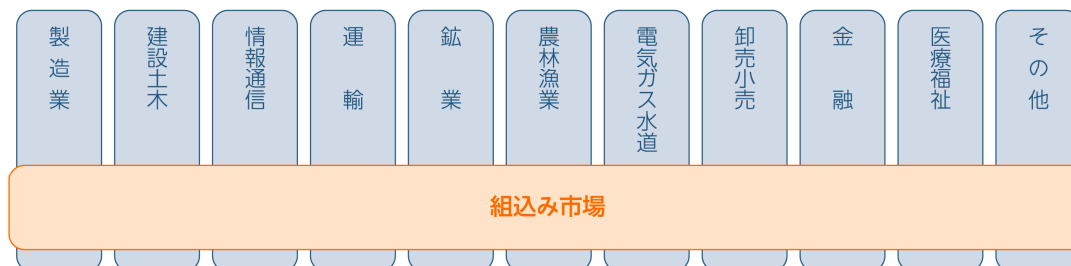 製造業
建設土木
情報通信
運輸
鉱業
農林漁業
電気ガス水道
卸売小売
金融
医療福祉
その他
組込み市場